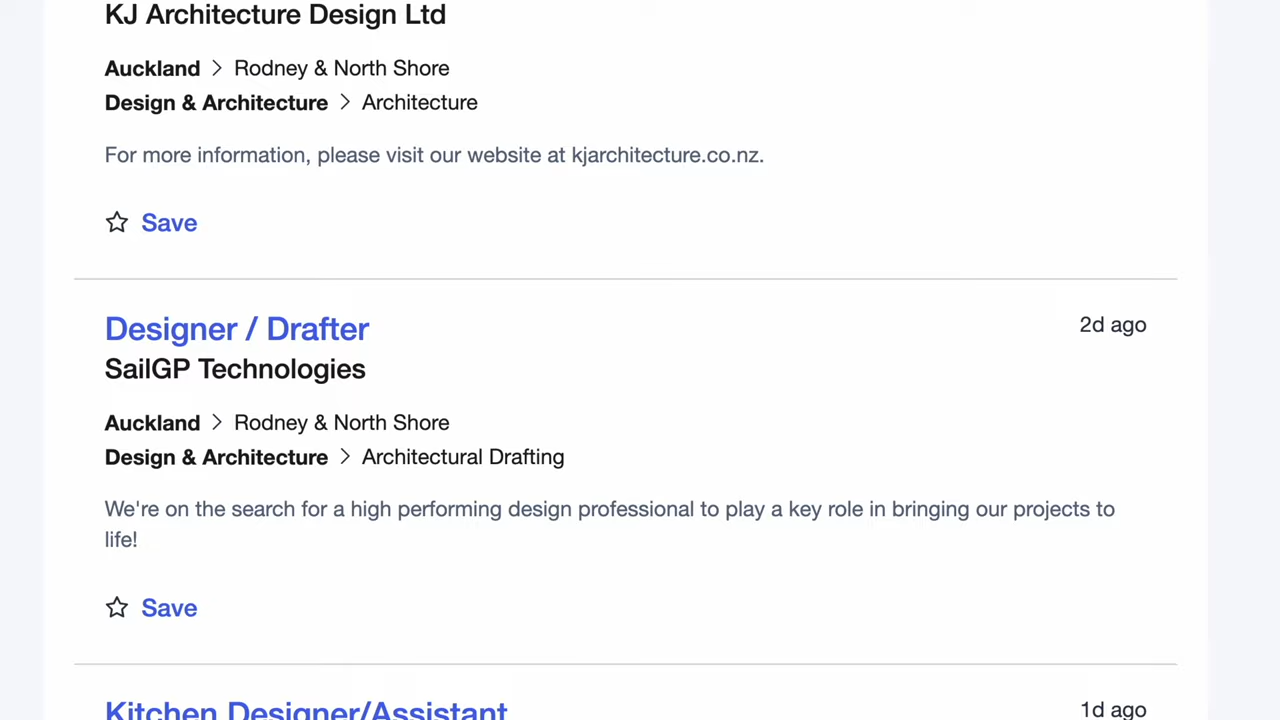 KJ Architecture Design Ltd
Auckland > Rodney & North Shore
Design & Architecture > Architecture
For more information, please visit our website at kjarchitecture.co.nz.
Save
Designer / Drafter
2d ago
SailGP Technologies
Auckland > Rodney & North Shore
Design & Architecture > Architectural Drafting
We're on the search for a high performing design professional to play a key role in bringing our projects to
life!
Save
Kitchen Designer/Assistant
1d ago